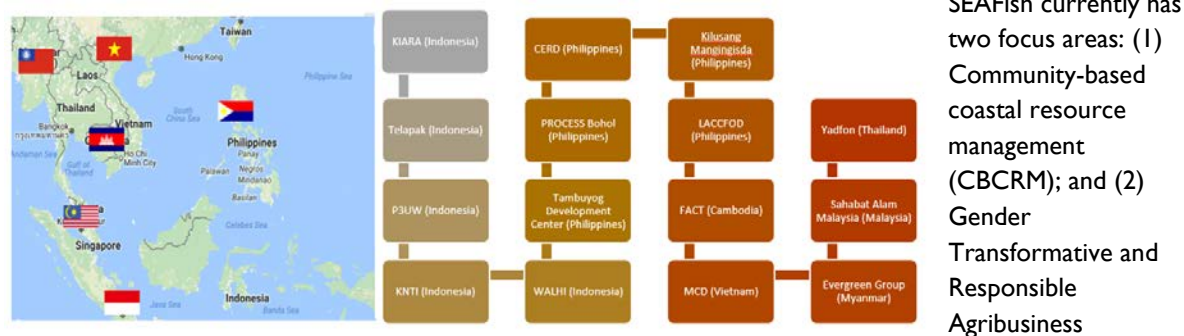 Taiwan
Hong Kong
Laos
Philippine Sea
Thailand
Vietnam
South
China Sea
Bangkok
Gulf of
Thailand
Ho Chi
Minh City
Andaman Sea
Philippines
Panay
Palawan
Negros
Mindanao
Basilan
Celebes Sea
Singapore
Indonesia
Java Sea
Banda Sea
KIARA (Indonesia)
Telapak (Indonesia)
P3UW (Indonesia)
KNTI (Indonesia)
WALHI (Indonesia)
Tambuyog
Development
Center (Philippines)
PROCESS Bohol
(Philippines)
CERD (Philippines)
Kilusang
Mangingisda
(Philippines)
LACCFOD
(Philippines)
FACT (Cambodia)
MCD (Vietnam)
Evergreen Group
(Myanmar)
Sahabat Alam
Malaysia (Malaysia)
Yadfon (Thailand)
SEAFish currently has
two focus areas: (1)
Community-based
coastal resource
management
(CBCRM); and (2)
Gender
Transformative and
Responsible
Agribusiness